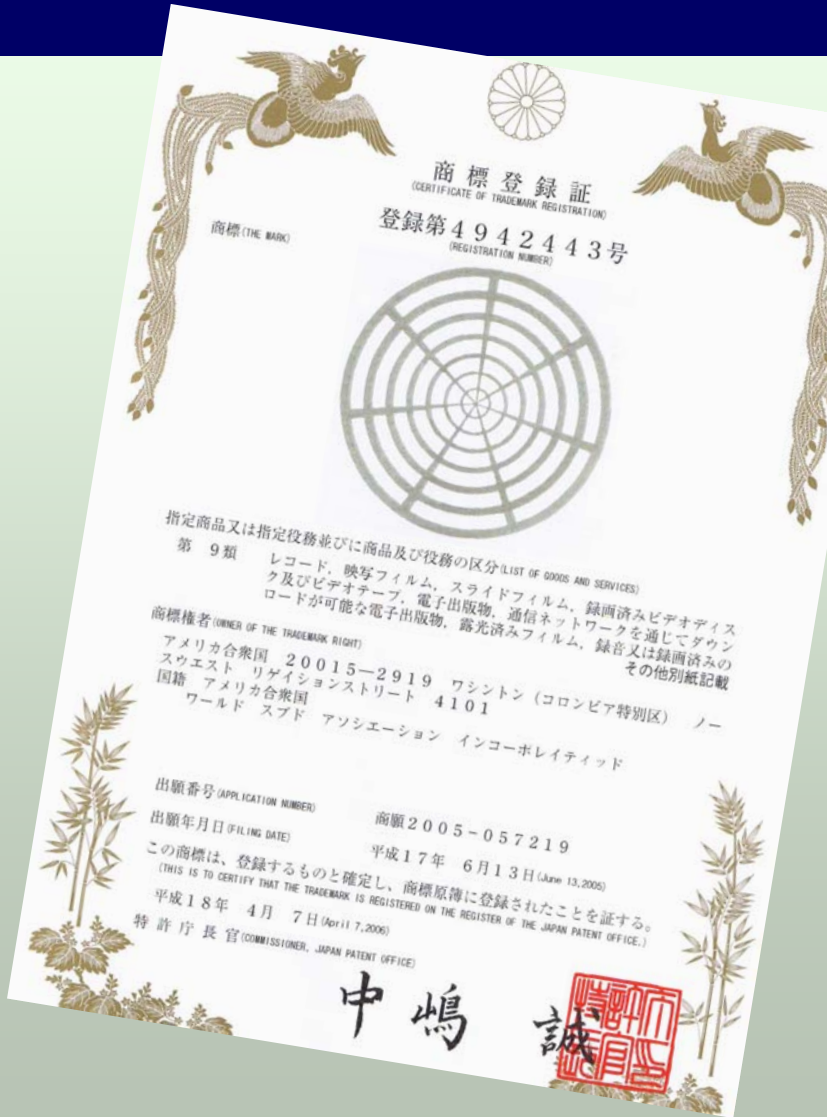 商標登録証
(CERTIFICATE OF TRADEMARK REGISTRATION)
登録第4942443号
(REGISTRATION NUMBER)
商標(THE MARK)
指定商品又は指定役務並びに商品及び役務の区分(LIST OF GOODS AND SERVICES)
第 9類 レコード,映写フィルム,スライドフィルム,録画済みビデオディス
ク及びビデオテープ,電子出版物,通信ネットワークを通じてダウン
ロードが可能な電子出版物,露光済みフィルム,録音又は録画済みの
その他別紙記載
商標権者(OWNER OF THE TRADEMARK RIGHT)
アメリカ合衆国 20015−2919 ワシントン(コロンビア特別区) ノー
スウエスト リゲイションストリート 4101
国籍 アメリカ合衆国
ワールド スブド アソシエーション インコーポレイティッド
出願番号(APPLICATION NUMBER) 商願2005-057219
出願年月日(FILING DATE) 平成17年 6月13日(June 13,2005)
この商標は、登録するものと確定し、商標原簿に登録されたことを証する。
(THIS IS TO CERTIFY THAT THE TRADEMARK IS REGISTERED ON THE REGISTER OF THE JAPAN PATENT OFFICE.)
平成18年 4月 7日(April 7,2006)
特許庁長官(COMMISSIONER, JAPAN PATENT OFFICE)
中嶋 誠